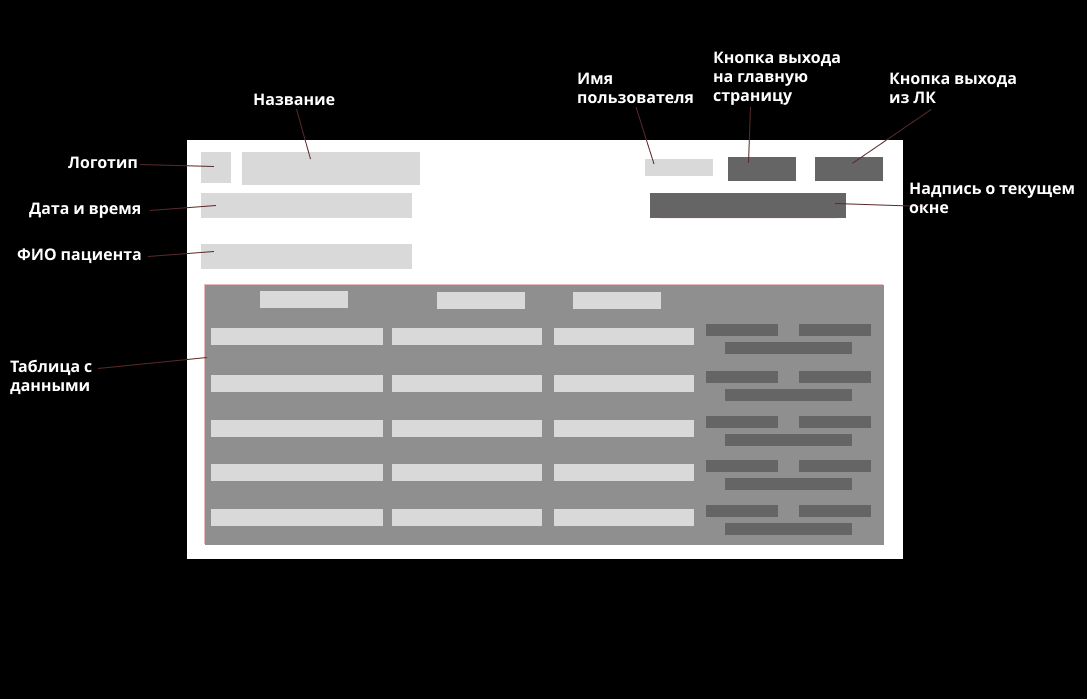 Кнопка выхода
на главную
страницу
Имя
пользователя
Кнопка выхода
из ЛК
Название
Логотип
Надпись о текущем
окне
Дата и время
ФИО пациента
Таблица с
данными